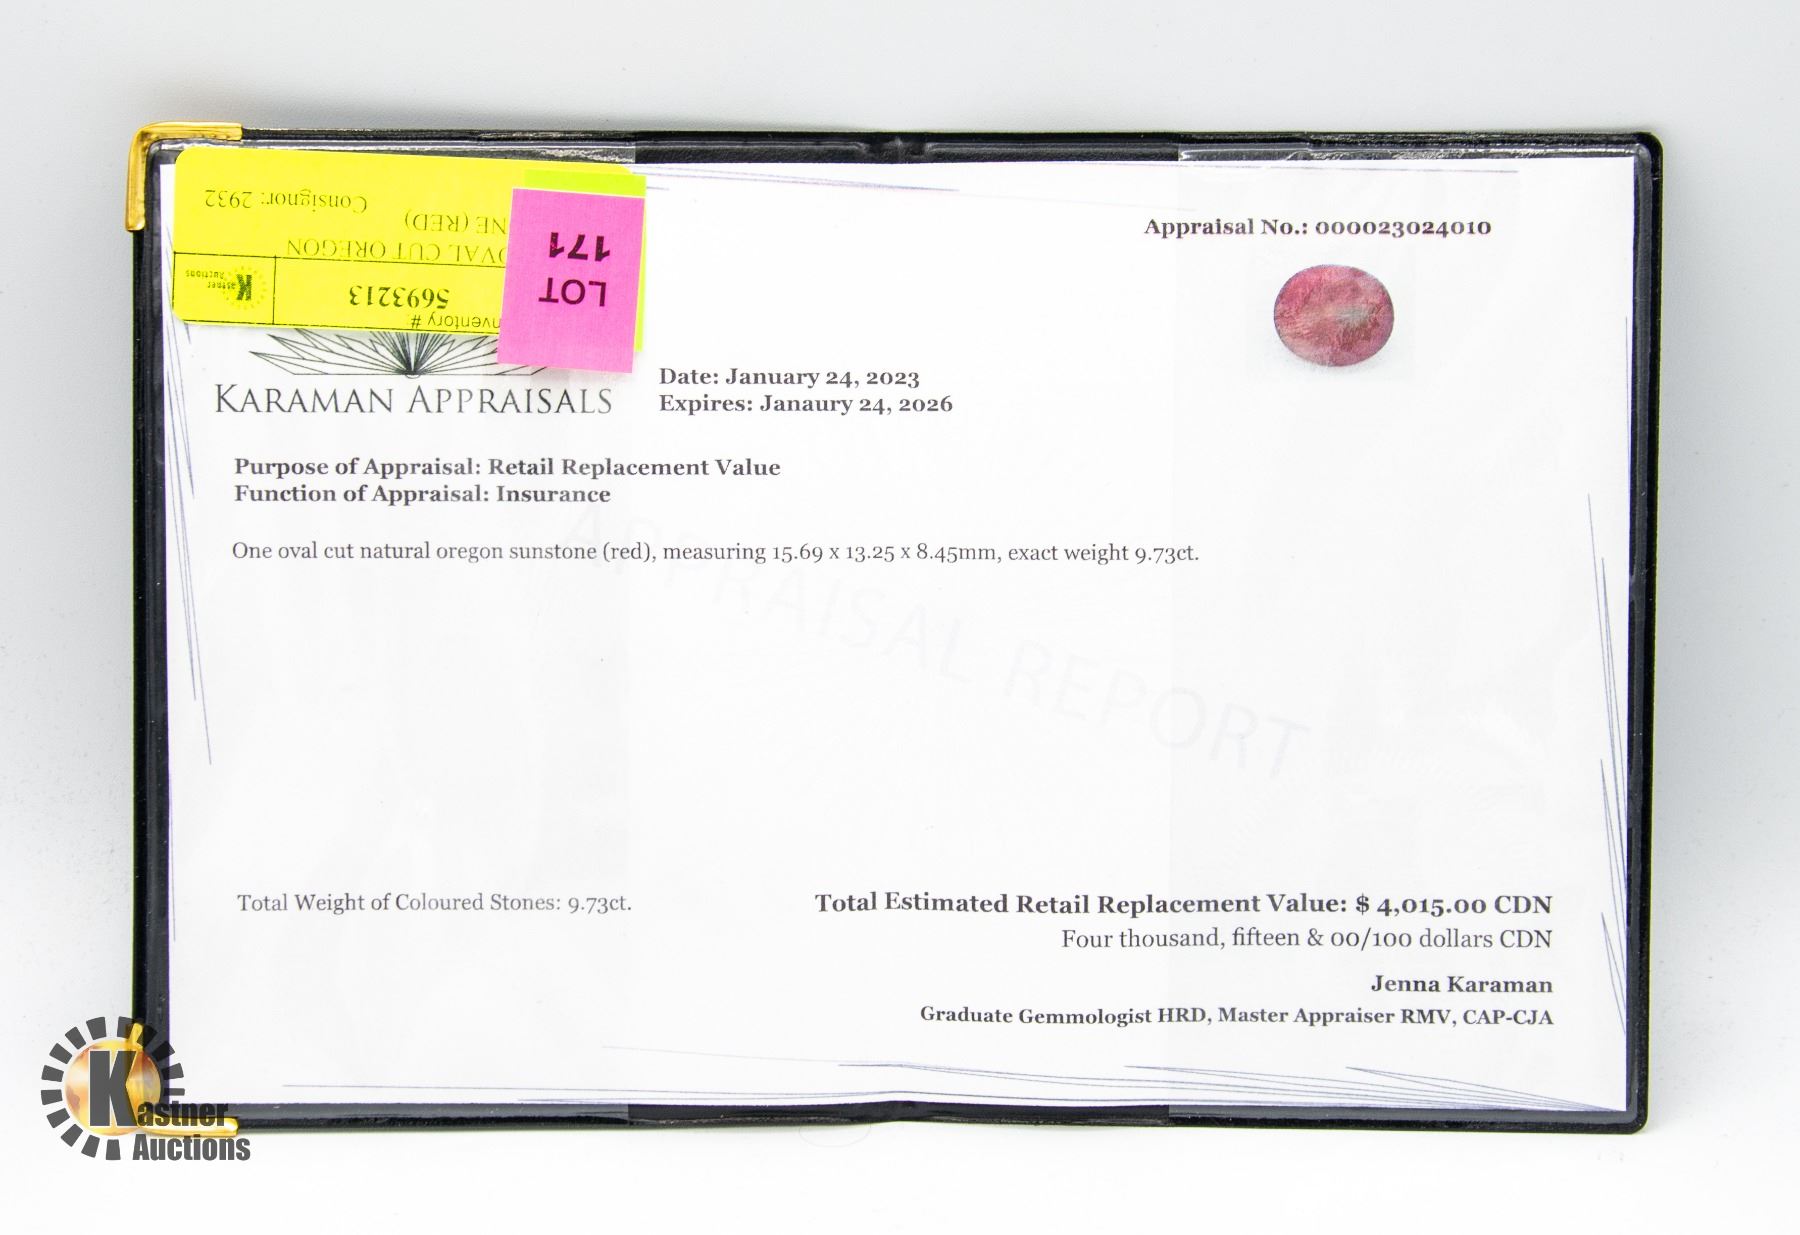 Consignor: 2932
NE (RED)
OVAL CUT OREGON
5693213
nventory #
Kastner
Auctions
LOT
171
Appraisal No.: 000023024010
KARAMAN APPRAISALS
Date: January 24, 2023
Expires: Janaury 24, 2026
Purpose of Appraisal: Retail Replacement Value
Function of Appraisal: Insurance
One oval cut natural oregon sunstone (red), measuring 15.69 x 13.25 x 8.45mm, exact weight 9.73ct.
APPRAISAL REPORT
Total Weight of Coloured Stones: 9.73ct.
Total Estimated Retail Replacement Value: $ 4,015.00 CDN
Four thousand, fifteen & 00/100 dollars CDN
Jenna Karaman
Graduate Gemmologist HRD, Master Appraiser RMV, CAP-CJA
Kastner
Auctions